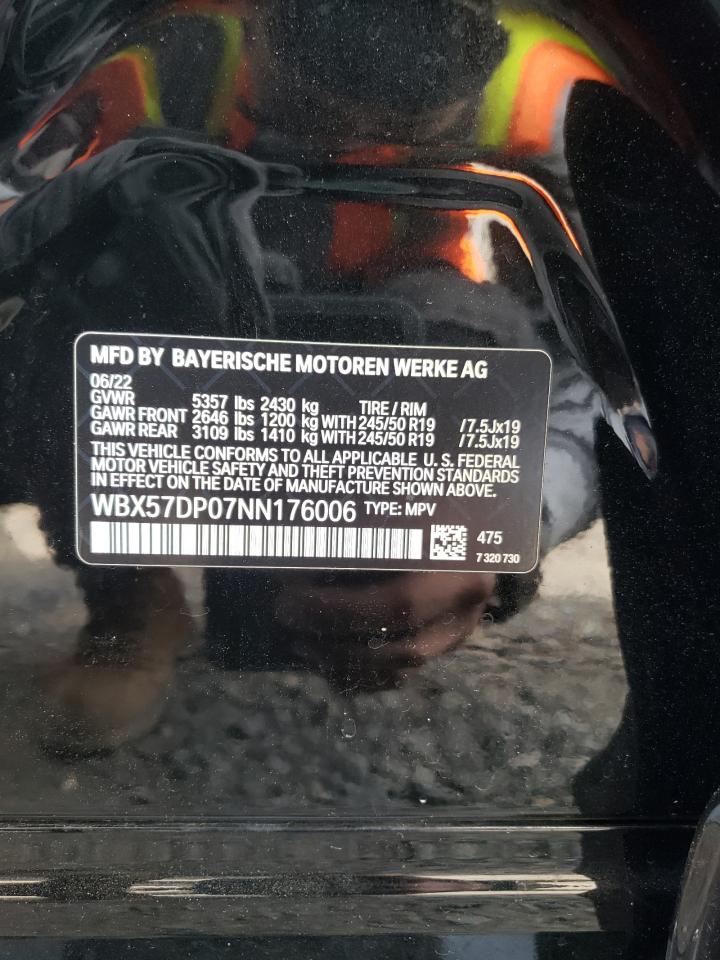 MFD BY BAYERISCHE MOTOREN WERKE AG
06/22
GVWR 5357 lbs 2430 kg TIRE / RIM
GAWR FRONT 2646 lbs 1200 kg WITH 245/50 R19 /7.5Jx19
GAWR REAR 3109 lbs 1410 kg WITH 245/50 R19 /7.5Jx19
THIS VEHICLE CONFORMS TO ALL APPLICABLE U. S. FEDERAL
MOTOR VEHICLE SAFETY AND THEFT PREVENTION STANDARDS
IN EFFECT ON THE DATE OF MANUFACTURE SHOWN ABOVE.
WBX57DP07NN176006 TYPE: MPV
475
7 320 730